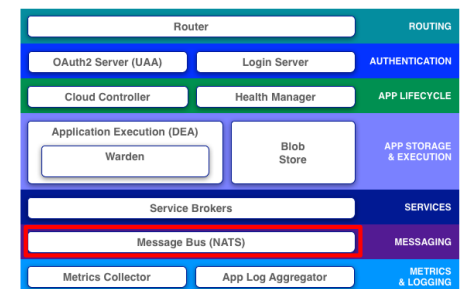 Router
ROUTING
OAuth2 Server (UAA)
Login Server
AUTHENTICATION
Cloud Controller
Health Manager
APP LIFECYCLE
Application Execution (DEA)
Warden
Blob
Store
APP STORAGE
& EXECUTION
Service Brokers
SERVICES
Message Bus (NATS)
MESSAGING
Metrics Collector
App Log Aggregator
METRICS
& LOGGING